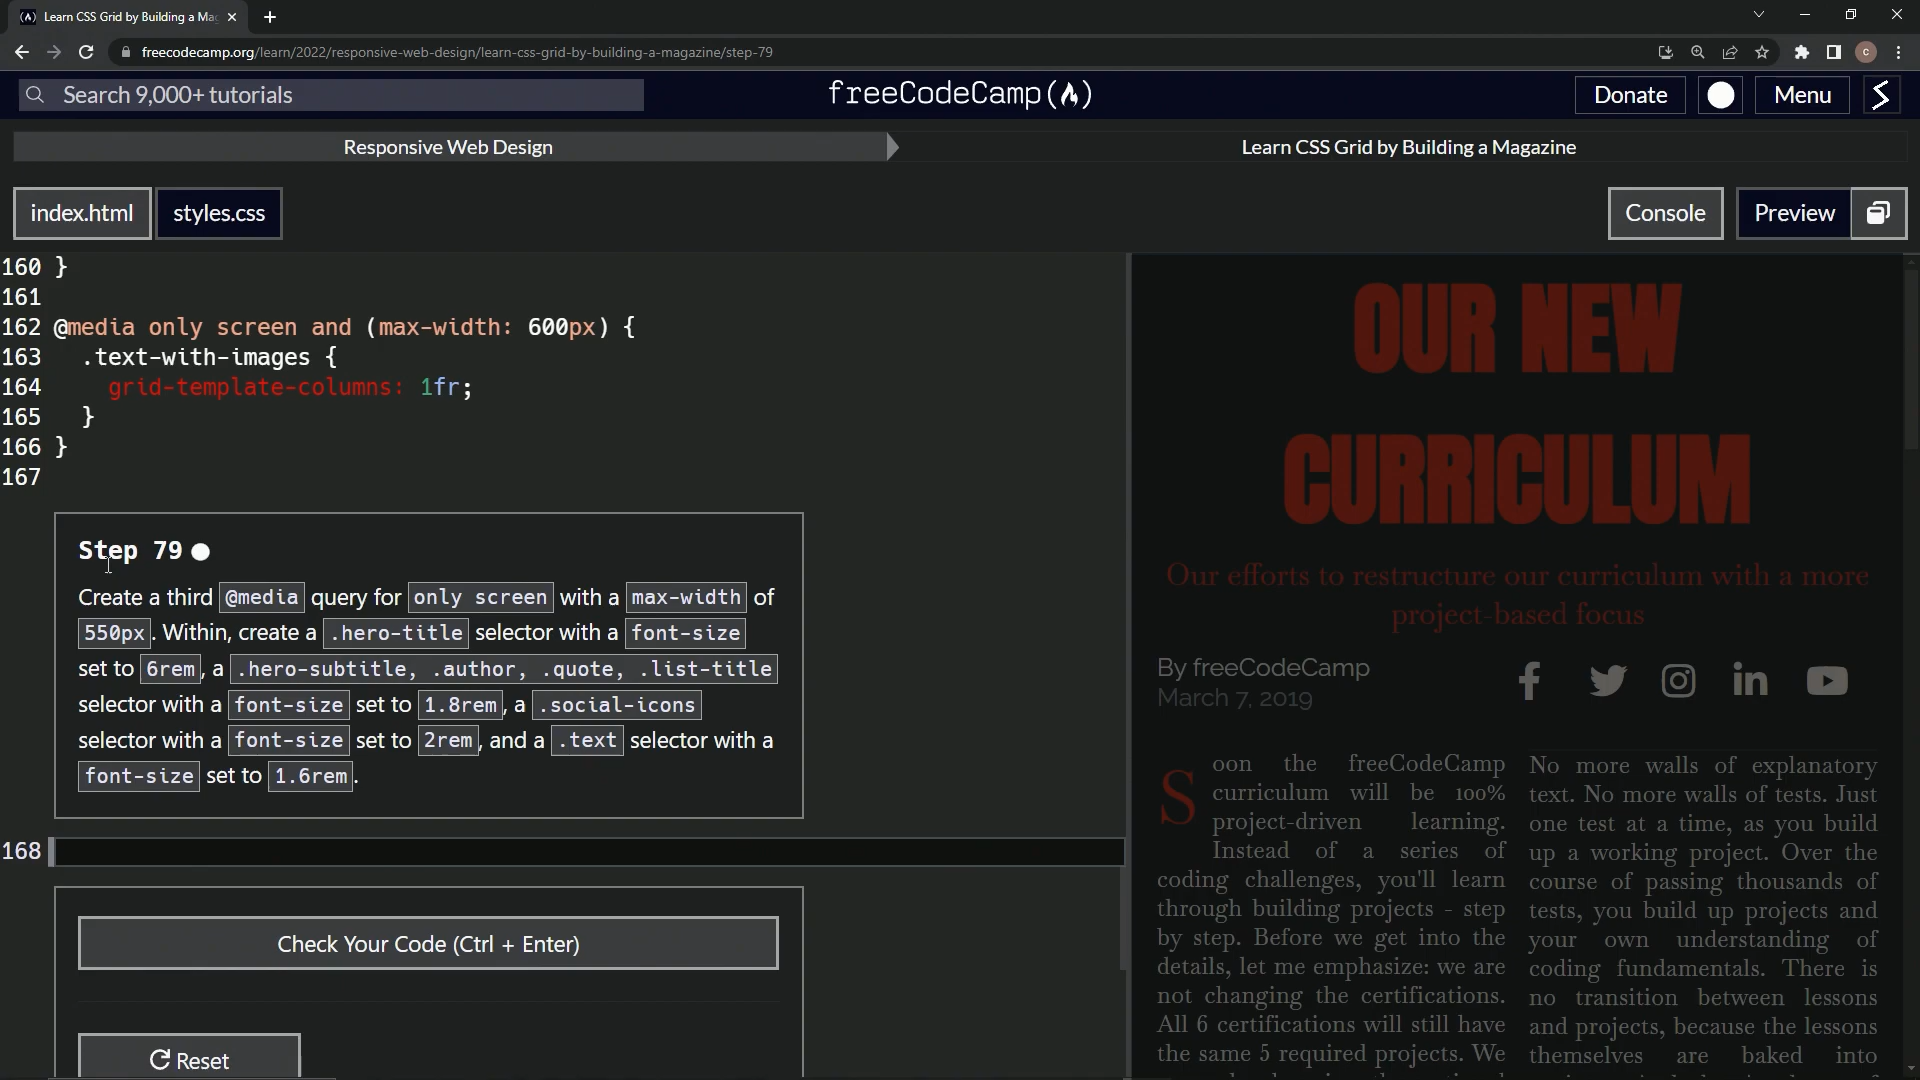 Learn CSS Grid by Building a Ma
freecodecamp.org/learn/2022/responsive-web-design/learn-css-grid-by-building-a-magazine/step-79
C
Search 9,000+ tutorials
freeCodeCamp(
)
Donate
Menu
Responsive Web Design
Learn CSS Grid by Building a Magazine
index.html
styles.css
Console
Preview
160 }
161
162 @media only screen and (max-width: 600px) {
163 .text-with-images {
164 grid-template-columns: 1fr;
165 }
166 }
167
Step 79
Create a third @media query for only screen with a max-width of
550px. Within, create a .hero-title selector with a font-size
set to 6rem, a .hero-subtitle, .author, .quote, .list-title
selector with a font-size set to 1.8rem, a .social-icons
selector with a font-size set to 2rem, and a .text selector with a
font-size set to 1.6rem.
168
Check Your Code (Ctrl + Enter)
Reset
OUR NEW
CURRICULUM
Our efforts to restructure our curriculum with a more
project-based focus
By freeCodeCamp
March 7, 2019
Soon the freeCodeCamp
curriculum will be 100%
project-driven learning.
Instead of a series of
coding challenges, you'll learn
through building projects - step
by step. Before we get into the
details, let me emphasize: we are
not changing the certifications.
All 6 certifications will still have
the same 5 required projects. We
No more walls of explanatory
text. No more walls of tests. Just
one test at a time, as you build
up a working project. Over the
course of passing thousands of
tests, you build up projects and
your own understanding of
coding fundamentals. There is
no transition between lessons
and projects, because the lessons
themselves are baked into